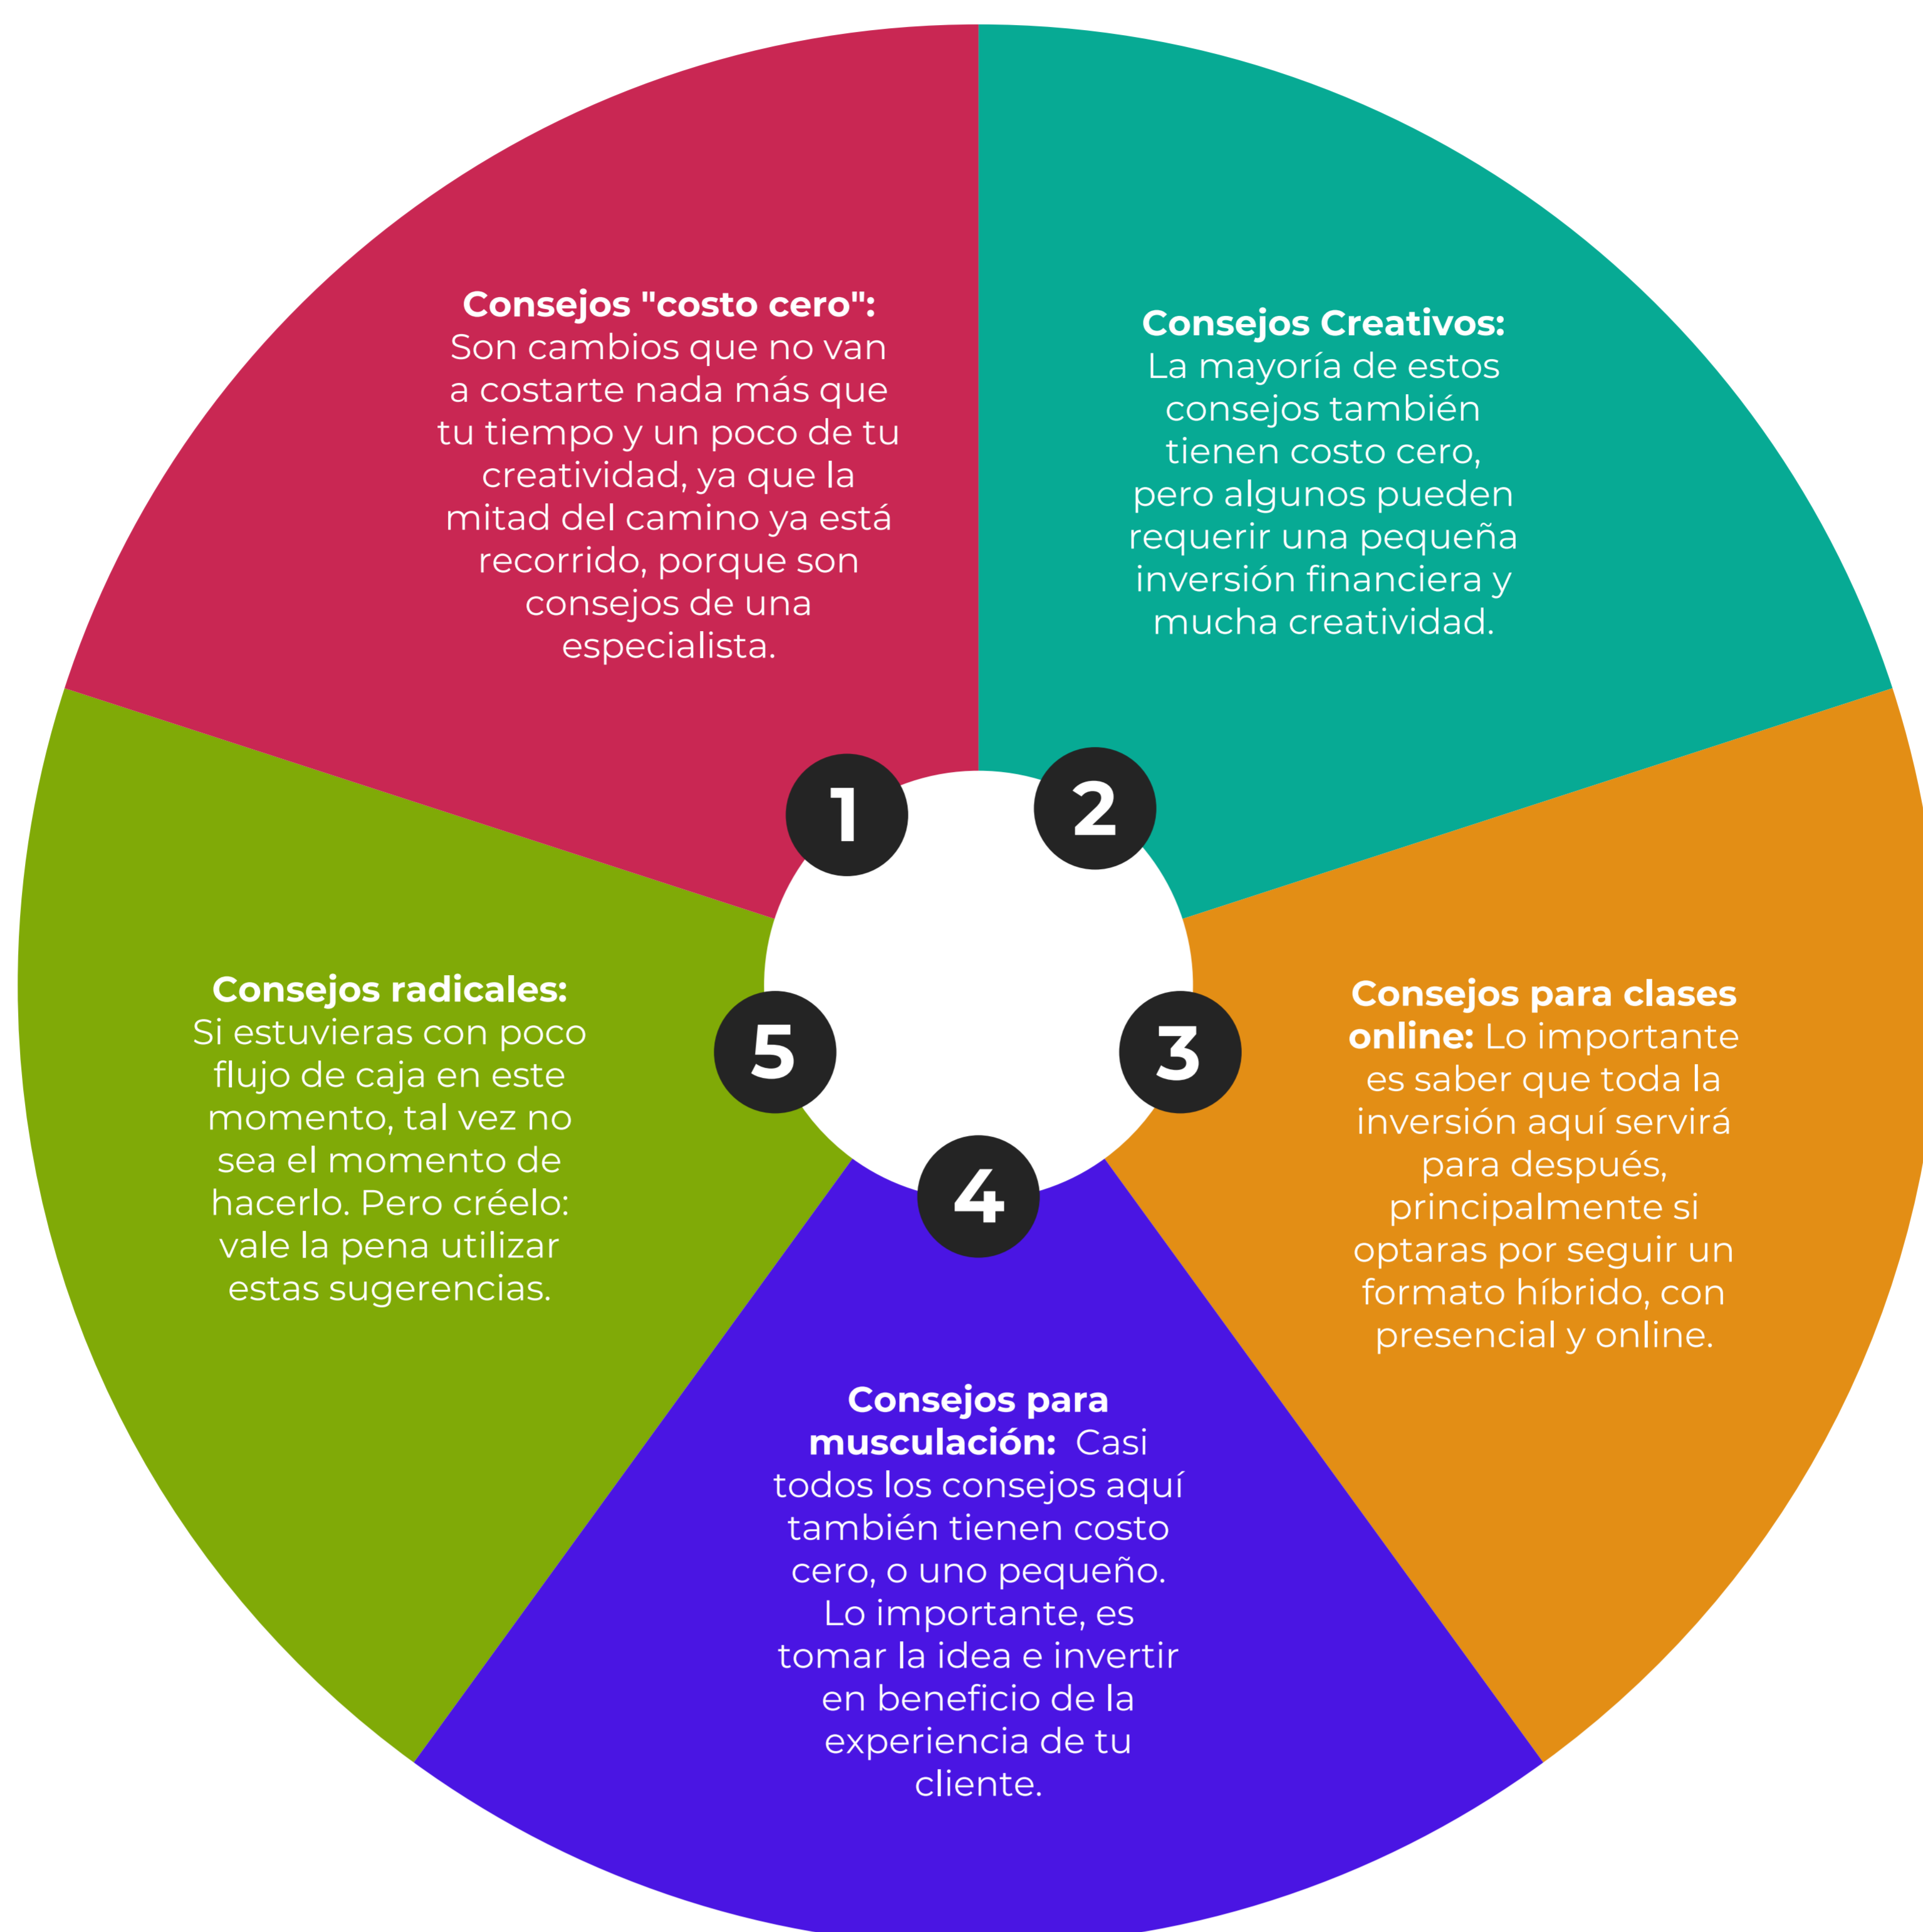 Consejos "costo cero":
Son cambios que no van
a costarte nada más que
tu tiempo y un poco de tu
creatividad, ya que la
mitad del camino ya está
recorrido, porque son
consejos de una
especialista.
1
Consejos Creativos:
La mayoría de estos
consejos también
tienen costo cero,
pero algunos pueden
requerir una pequeña
inversión financiera y
mucha creatividad.
2
Consejos para clases
online: Lo importante
es saber que toda la
inversión aquí servirá
para después,
principalmente si
optaras por seguir un
formato híbrido, con
presencial y online.
3
Consejos para
musculación: Casi
todos los consejos aquí
también tienen costo
cero, o uno pequeño.
Lo importante, es
tomar la idea e invertir
en beneficio de la
experiencia de tu
cliente.
4
Consejos radicales:
Si estuvieras con poco
flujo de caja en este
momento, tal vez no
sea el momento de
hacerlo. Pero créelo:
vale la pena utilizar
estas sugerencias.
5